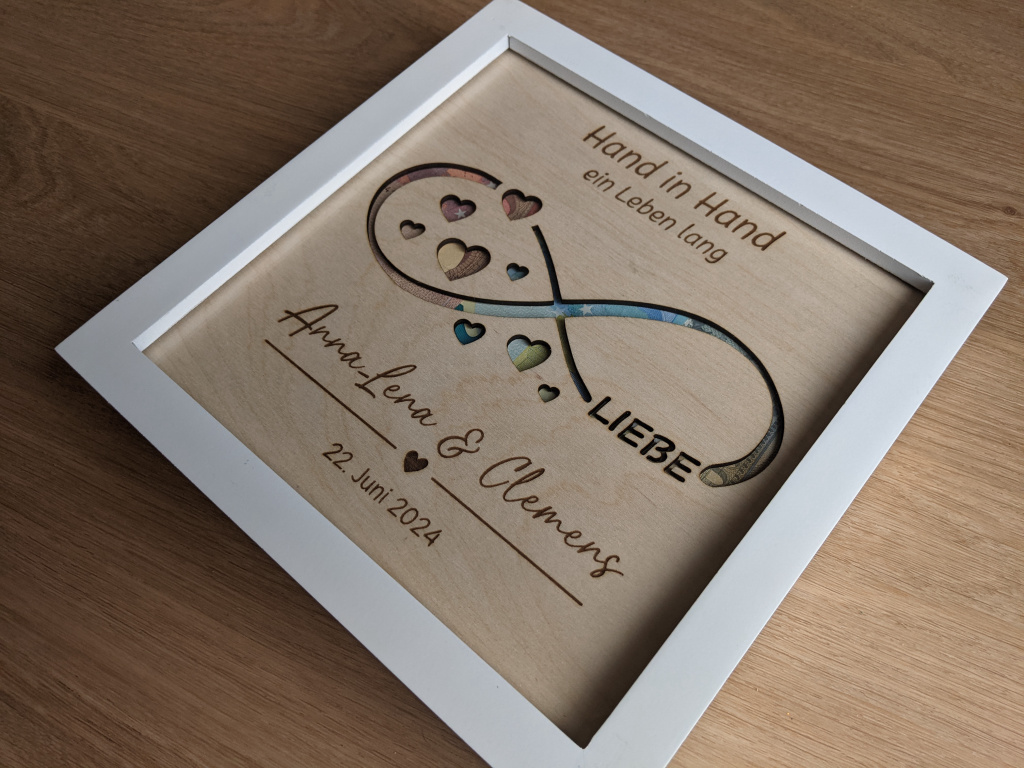 Hand in Hand
ein Leben lang
LIEBE
Anna-Lena & Clemens
22. Juni 2024